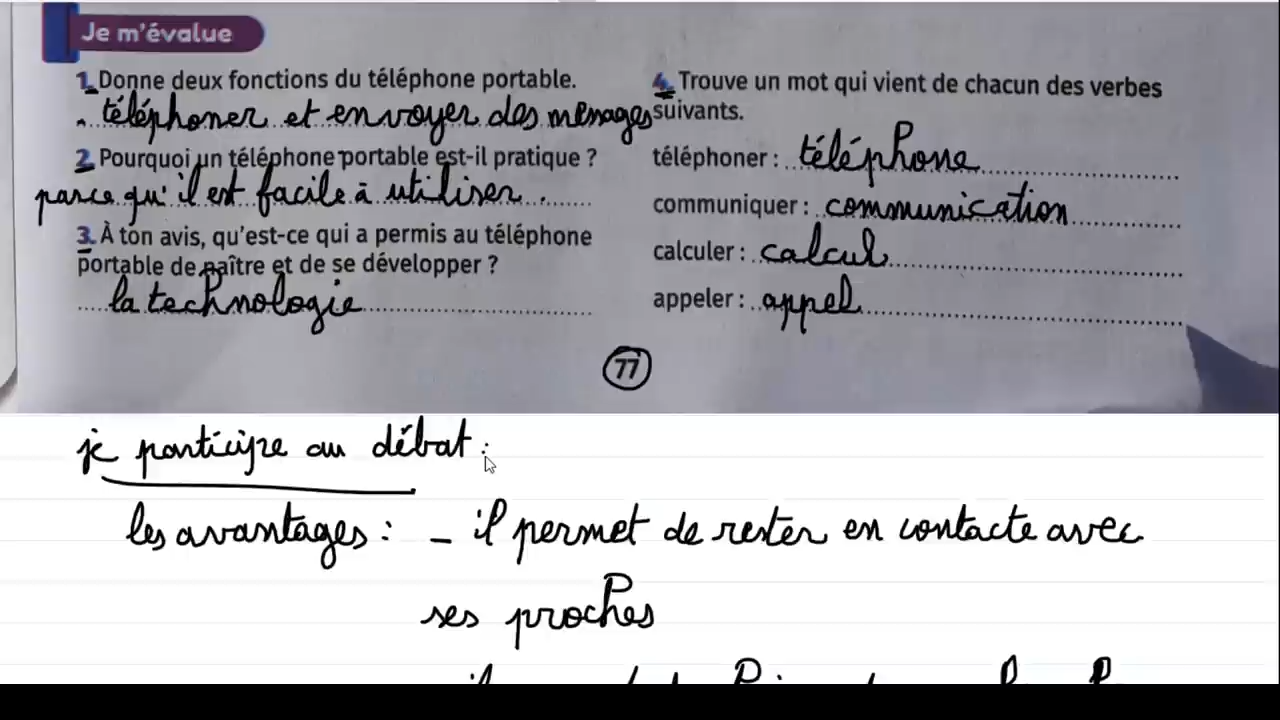 Je m'évalue
1. Donne deux fonctions du téléphone portable.
. téléphoner et envoyer des messages
2. Pourquoi un téléphone portable est-il pratique ?
parce qu'il est facile à utiliser .
3. À ton avis, qu'est-ce qui a permis au téléphone
portable de naître et de se développer ?
la technologie
4. Trouve un mot qui vient de chacun des verbes
suivants.
téléphoner : téléphone
communiquer : communication
calculer : calcul
appeler : appel
77
je participe au débat :
les avantages : - il permet de rester en contacte avec
ses proches